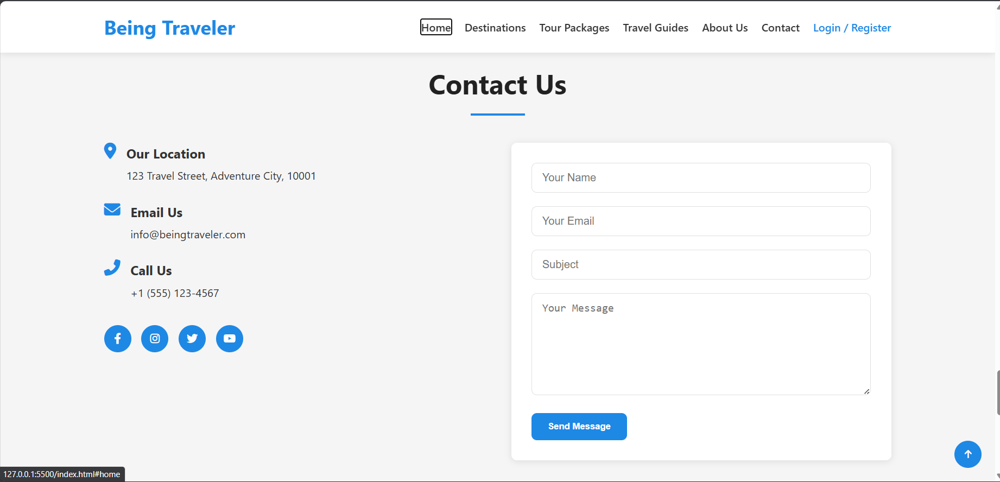 Being Traveler
Home Destinations Tour Packages Travel Guides About Us Contact Login / Register
Contact Us
Our Location
123 Travel Street, Adventure City, 10001
Email Us
info@beingtraveler.com
Call Us
+1 (555) 123-4567
Your Name
Your Email
Subject
Your Message
Send Message
127.0.0.1:5500/index.html#home